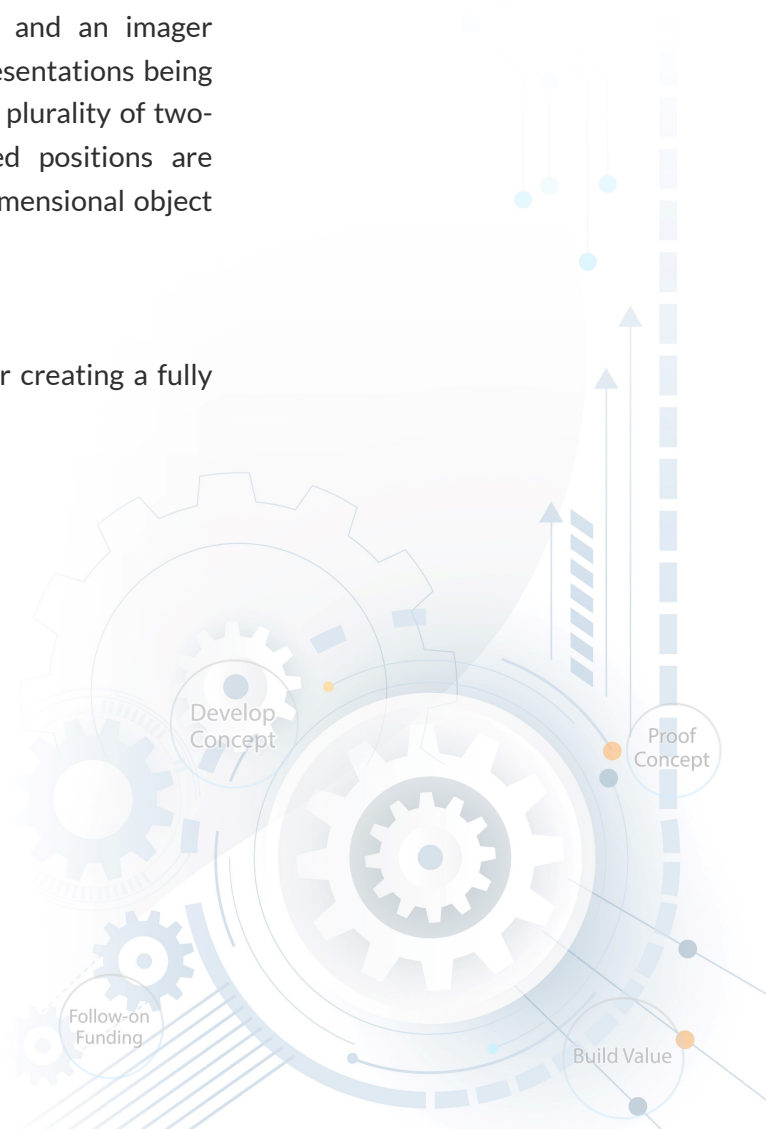 and an imager
esentations being
plurality of two-
ed positions are
mensional object
r creating a fully
Develop
Concept
Proof
Concept
Follow-on
Funding
Build Value